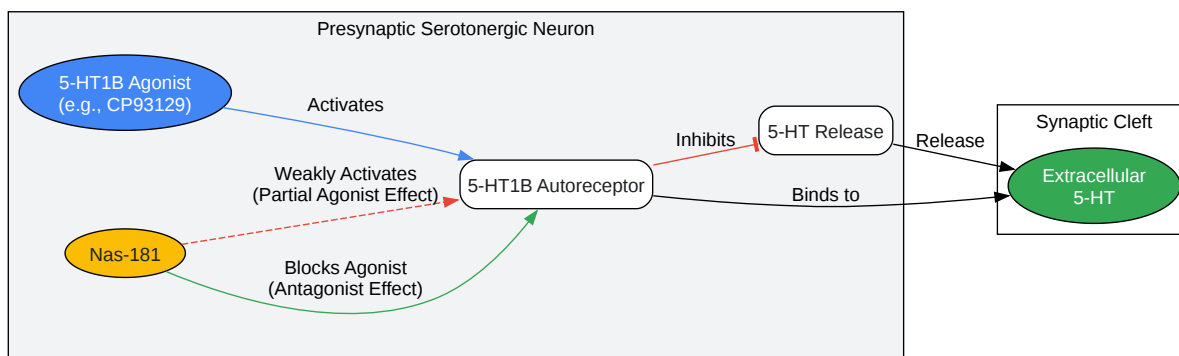 Presynaptic Serotonergic Neuron
5-HT1B Agonist
(e.g., CP93129)
Activates
Weakly Activates
(Partial Agonist Effect)
Nas-181
Blocks Agonist
(Antagonist Effect)
5-HT1B Autoreceptor
Inhibits
5-HT Release
Release
Binds to
Synaptic Cleft
Extracellular
5-HT